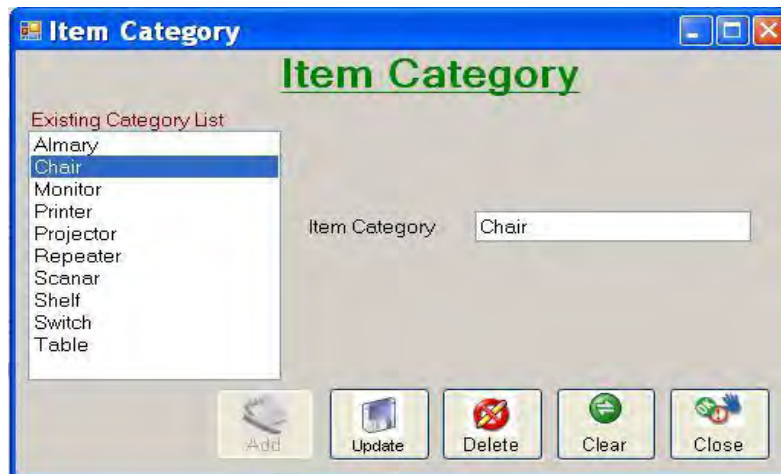 Item Category
Item Category
Existing Category List
Almary
Chair
Monitor
Printer
Projector
Repeater
Scanar
Shelf
Switch
Table
Item Category
Chair
Add
Update
Delete
Clear
Close